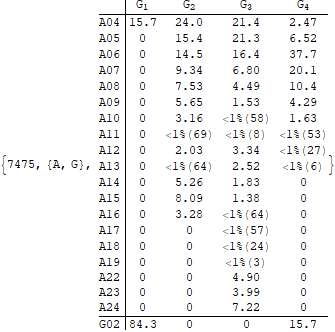 G₁ G₂ G₃ G₄
A04 15.7 24.0 21.4 2.47
A05 0 15.4 21.3 6.52
A06 0 14.5 16.4 37.7
A07 0 9.34 6.80 20.1
A08 0 7.53 4.49 10.4
A09 0 5.65 1.53 4.29
A10 0 3.16 <1%(58) 1.63
A11 0 <1%(69) <1%(8) <1%(53)
A12 0 2.03 3.34 <1%(27)
{7475, {A, G}, A13 0 <1%(64) 2.52 <1%(6) }
A14 0 5.26 1.83 0
A15 0 8.09 1.38 0
A16 0 3.28 <1%(64) 0
A17 0 0 <1%(57) 0
A18 0 0 <1%(24) 0
A19 0 0 <1%(3) 0
A22 0 0 4.90 0
A23 0 0 3.99 0
A24 0 0 7.22 0
G02 84.3 0 0 15.7